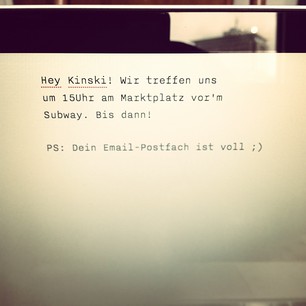 Hey Kinski! Wir treffen uns
um 15Uhr am Marktplatz vor'm
Subway. Bis dann!
PS: Dein Email-Postfach ist voll ;)